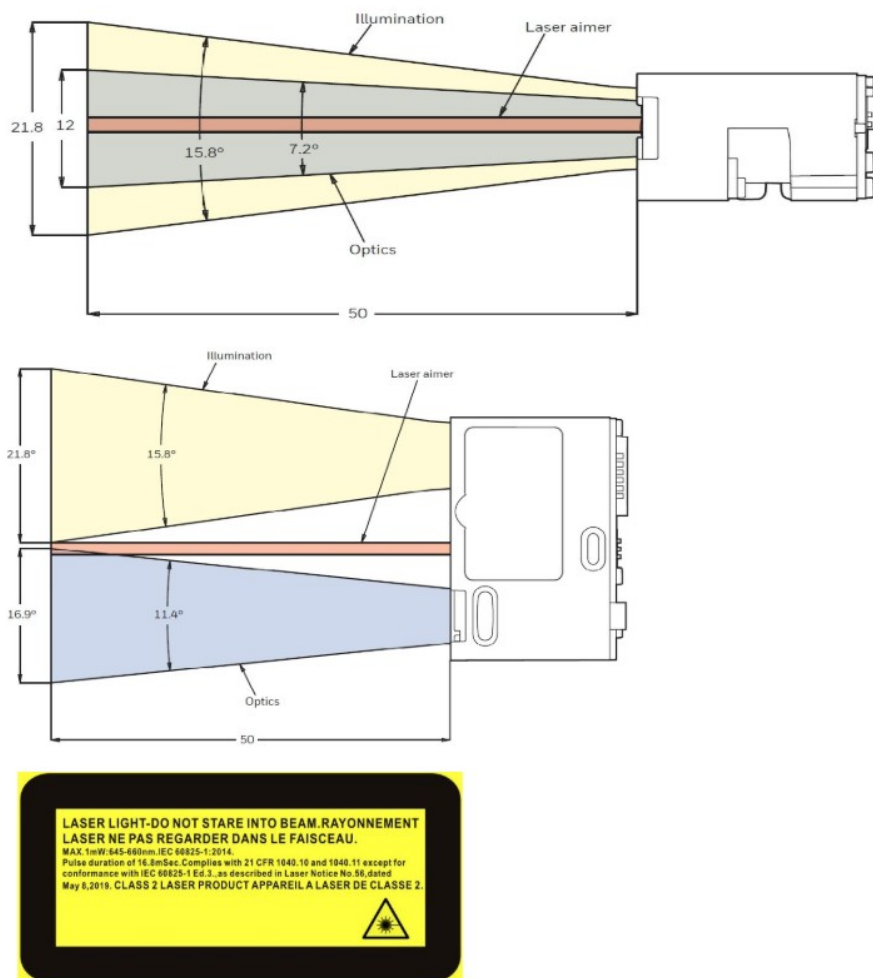 Illumination
Laser aimer
21.8
12
15.8°
7.2°
Optics
50
Illumination
Laser aimer
21.8°
15.8°
16.9°
11.4°
Optics
50
LASER LIGHT-DO NOT STARE INTO BEAM.RAYONNEMENT
LASER NE PAS REGARDER DANS LE FAISCEAU.
MAX.1mW:645-660nm.IEC 60825-1:2014.
Pulse duration of 16.8mSec.Complies with 21 CFR 1040.10 and 1040.11 except for
conformance with IEC 60825-1 Ed.3.,as described in Laser Notice No.56,dated
May 8,2019. CLASS 2 LASER PRODUCT APPAREIL A LASER DE CLASSE 2.